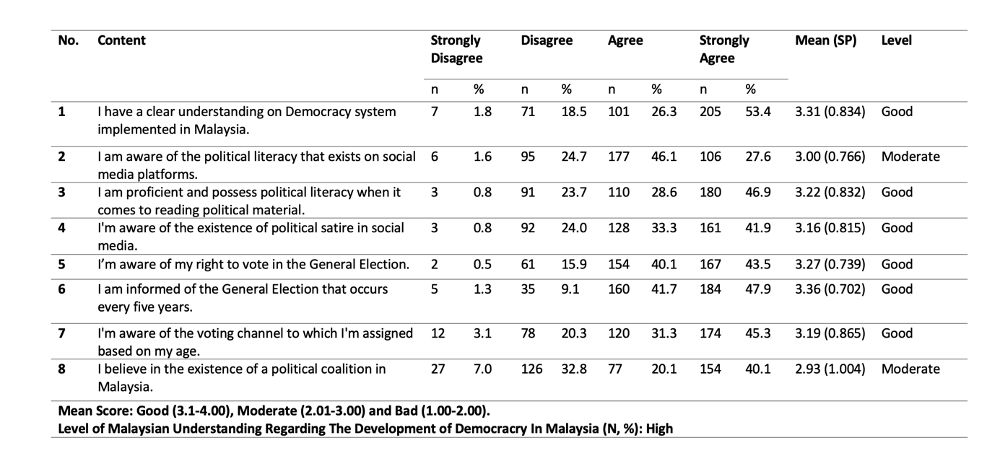 No. Content Strongly Disagree Disagree Agree Strongly Agree Mean (SP) Level
n % n % n % n %
1 I have a clear understanding on Democracy system 7 1.8 71 18.5 101 26.3 205 53.4 3.31 (0.834) Good
implemented in Malaysia.
2 I am aware of the political literacy that exists on social 6 1.6 95 24.7 177 46.1 106 27.6 3.00 (0.766) Moderate
media platforms.
3 I am proficient and possess political literacy when it 3 0.8 91 23.7 110 28.6 180 46.9 3.22 (0.832) Good
comes to reading political material.
4 I'm aware of the existence of political satire in social 3 0.8 92 24.0 128 33.3 161 41.9 3.16 (0.815) Good
media.
5 I’m aware of my right to vote in the General Election. 2 0.5 61 15.9 154 40.1 167 43.5 3.27 (0.739) Good
6 I am informed of the General Election that occurs 5 1.3 35 9.1 160 41.7 184 47.9 3.36 (0.702) Good
every five years.
7 I'm aware of the voting channel to which I'm assigned 12 3.1 78 20.3 120 31.3 174 45.3 3.19 (0.865) Good
based on my age.
8 I believe in the existence of a political coalition in 27 7.0 126 32.8 77 20.1 154 40.1 2.93 (1.004) Moderate
Malaysia.
Mean Score: Good (3.1-4.00), Moderate (2.01-3.00) and Bad (1.00-2.00).
Level of Malaysian Understanding Regarding The Development of Democracry In Malaysia (N, %): High